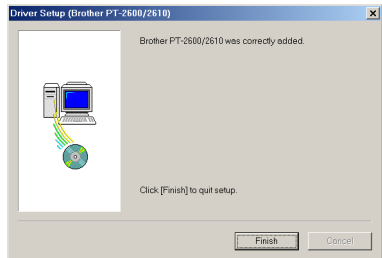 Driver Setup (Brother PT-2600/2610)
Brother PT-2600/2610 was correctly added.
Click [Finish] to quit setup.
Finish
Cancel